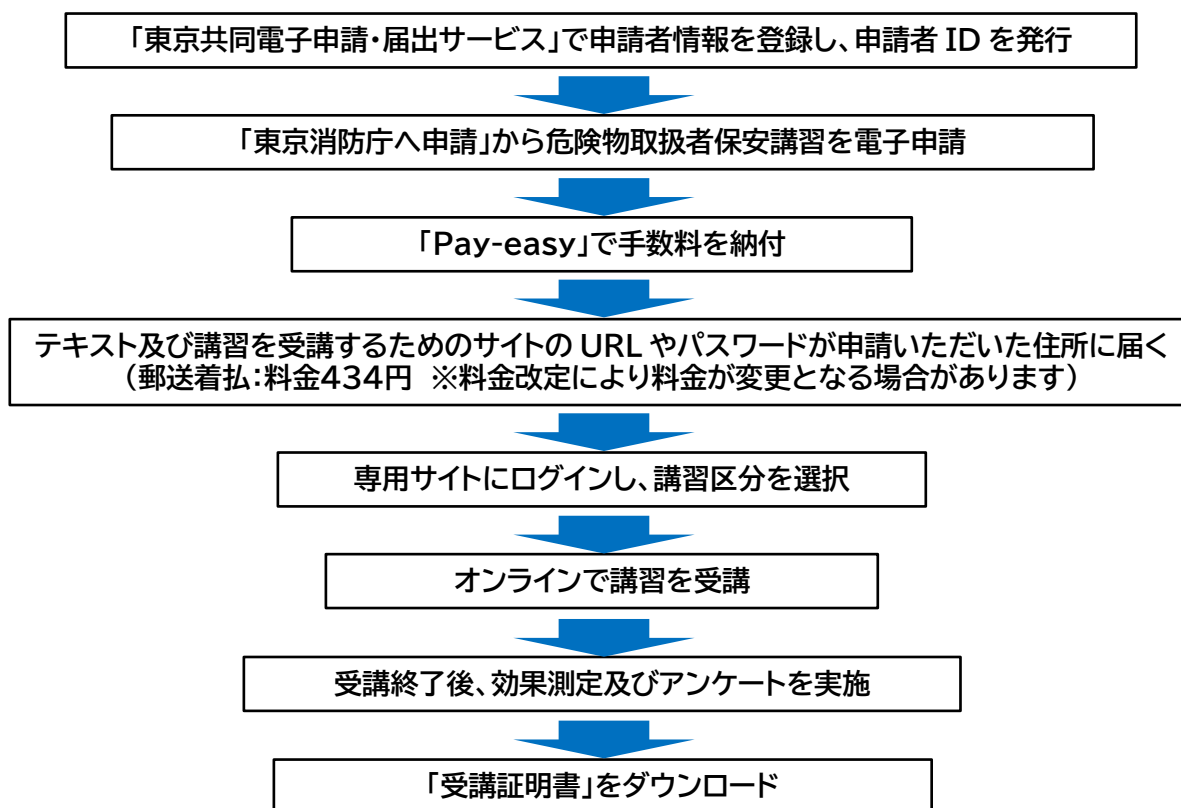 「東京共同電子申請・届出サービス」で申請者情報を登録し、申請者 ID を発行
「東京消防庁へ申請」から危険物取扱者保安講習を電子申請
「Pay-easy」で手数料を納付
テキスト及び講習を受講するためのサイトの URL やパスワードが申請いただいた住所に届く
（郵送着払：料金434円　※料金改定により料金が変更となる場合があります）
専用サイトにログインし、講習区分を選択
オンラインで講習を受講
受講終了後、効果測定及びアンケートを実施
「受講証明書」をダウンロード